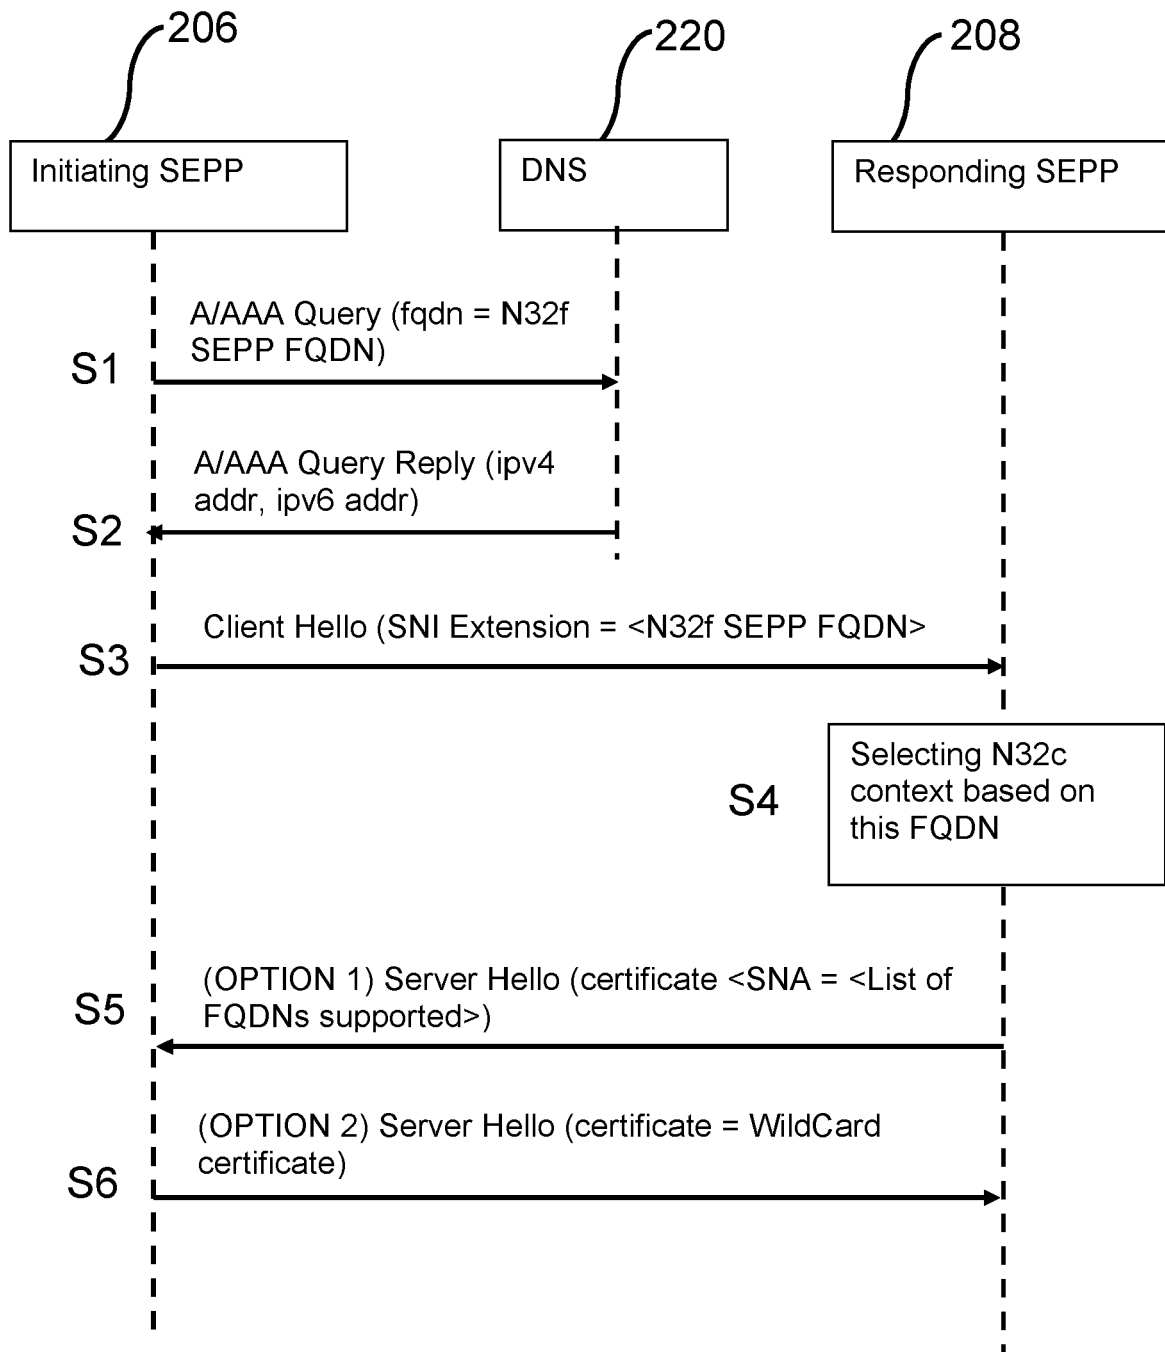 206
220
208
Initiating SEPP
DNS
Responding SEPP
A/AAA Query (fqdn = N32f
SEPP FQDN)
S1
A/AAA Query Reply (ipv4
addr, ipv6 addr)
S2
Client Hello (SNI Extension = <N32f SEPP FQDN>
S3
Selecting N32c
context based on
this FQDN
S4
(OPTION 1) Server Hello (certificate <SNA = <List of
FQDNs supported>)
S5
(OPTION 2) Server Hello (certificate = WildCard
certificate)
S6